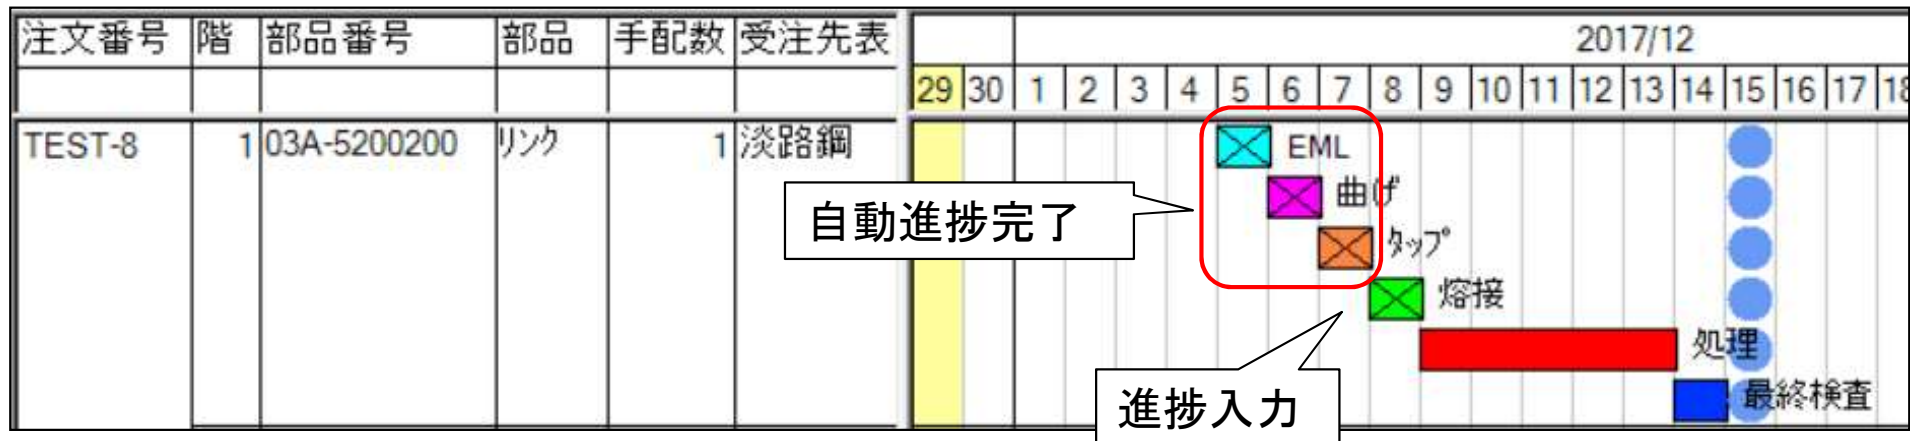 注文番号 階 部品番号 部品 手配数 受注先表
2017/12
29 30 1 2 3 4 5 6 7 8 9 10 11 12 13 14 15 16 17 18
TEST-8 1 03A-5200200 リンク 1 淡路鋼
EML
曲げ
自動進捗完了
タップ
熔接
処理
進捗入力
最終検査